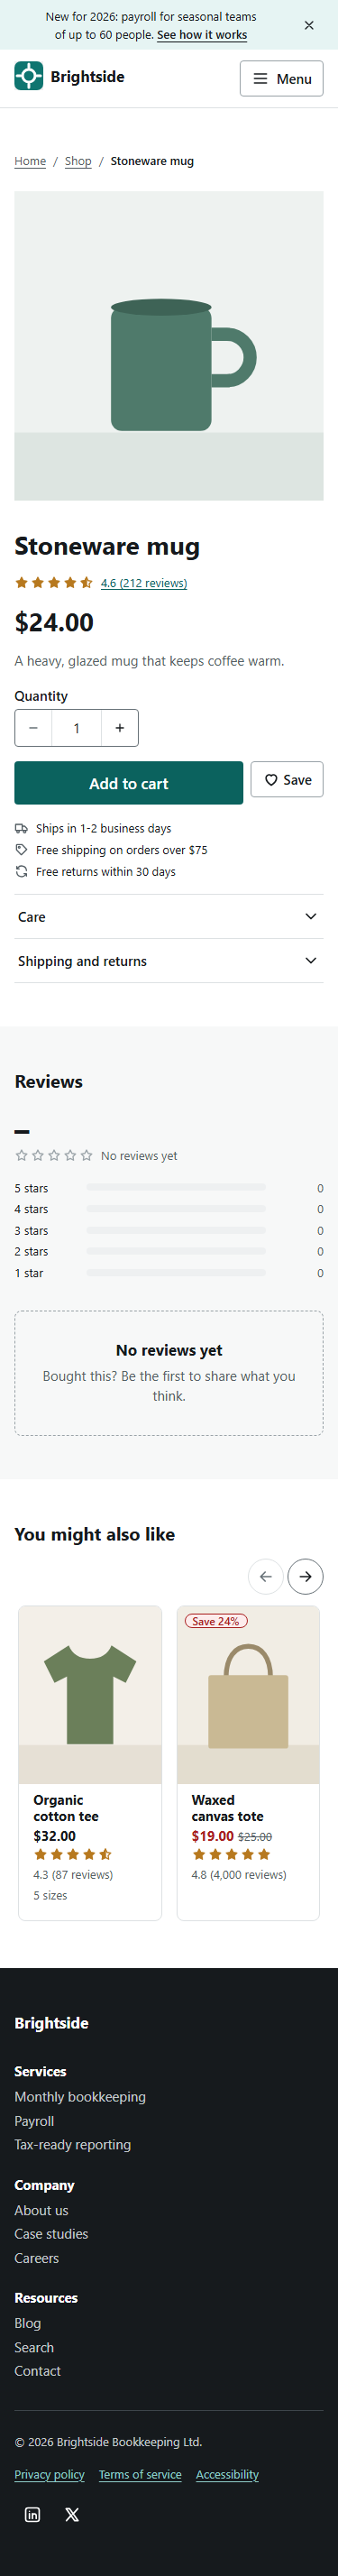 New for 2026: payroll for seasonal teams
of up to 60 people. See how it works
Brightside
Menu
Home / Shop / Stoneware mug
Stoneware mug
4.6 (212 reviews)
$24.00
A heavy, glazed mug that keeps coffee warm.
Quantity
− 1 +
Add to cart
Save
Ships in 1-2 business days
Free shipping on orders over $75
Free returns within 30 days
Care
Shipping and returns
Reviews
–
No reviews yet
5 stars 0
4 stars 0
3 stars 0
2 stars 0
1 star 0
No reviews yet
Bought this? Be the first to share what you
think.
You might also like
Organic
cotton tee
$32.00
4.3 (87 reviews)
5 sizes
Save 24%
Waxed
canvas tote
$19.00 $25.00
4.8 (4,000 reviews)
Brightside
Services
Monthly bookkeeping
Payroll
Tax-ready reporting
Company
About us
Case studies
Careers
Resources
Blog
Search
Contact
© 2026 Brightside Bookkeeping Ltd.
Privacy policy Terms of service Accessibility